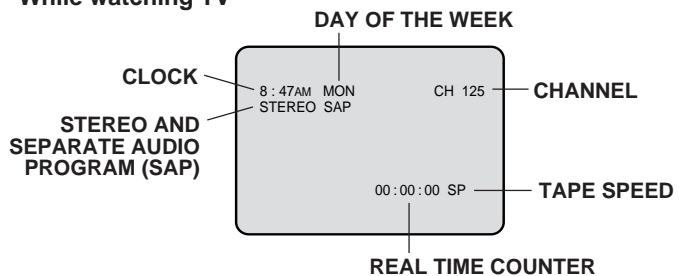 While watching TV
DAY OF THE WEEK
CLOCK
8 : 47AM MON
CH 125
CHANNEL
STEREO SAP
STEREO AND
SEPARATE AUDIO
PROGRAM (SAP)
00 : 00 : 00 SP
TAPE SPEED
REAL TIME COUNTER